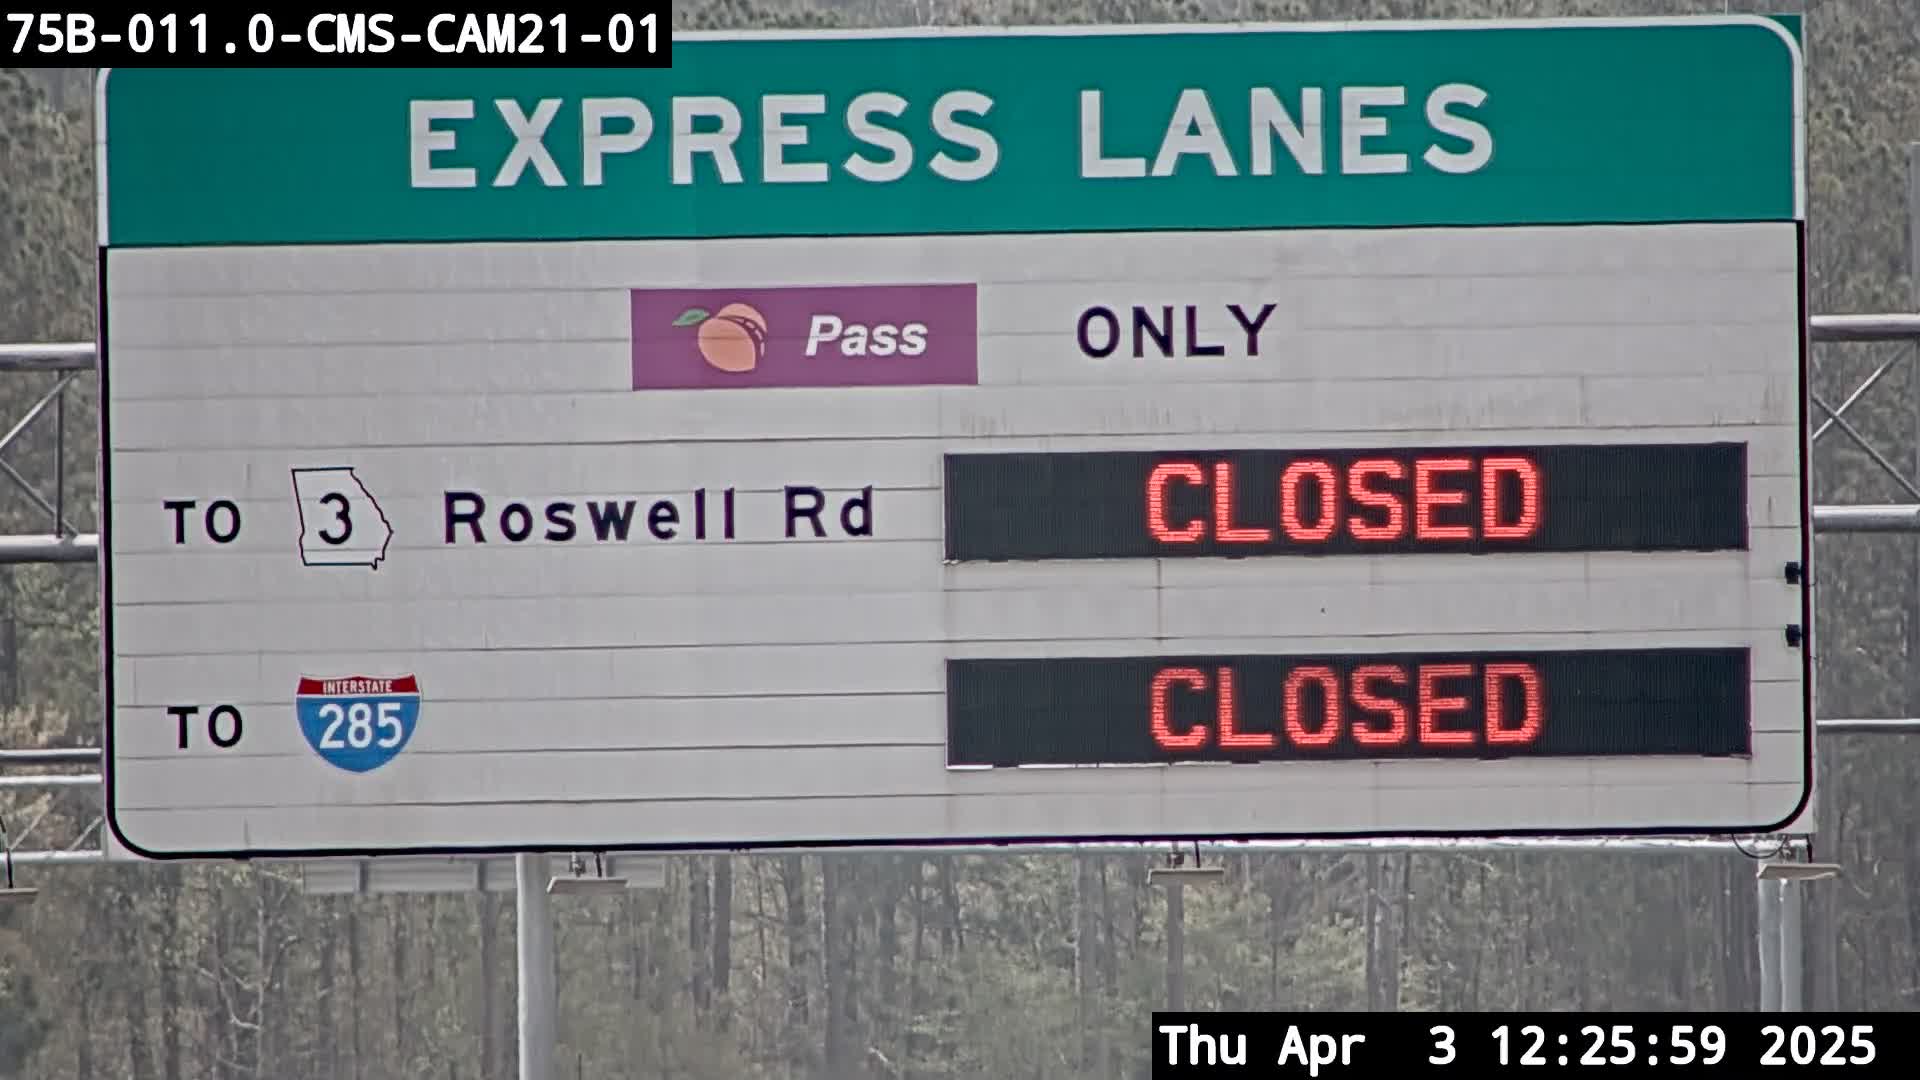 75B-011.0-CMS-CAM21-01
EXPRESS LANES
Pass ONLY
TO 3 Roswell Rd CLOSED
INTERSTATE
TO 285 CLOSED
Thu Apr 3 12:25:59 2025